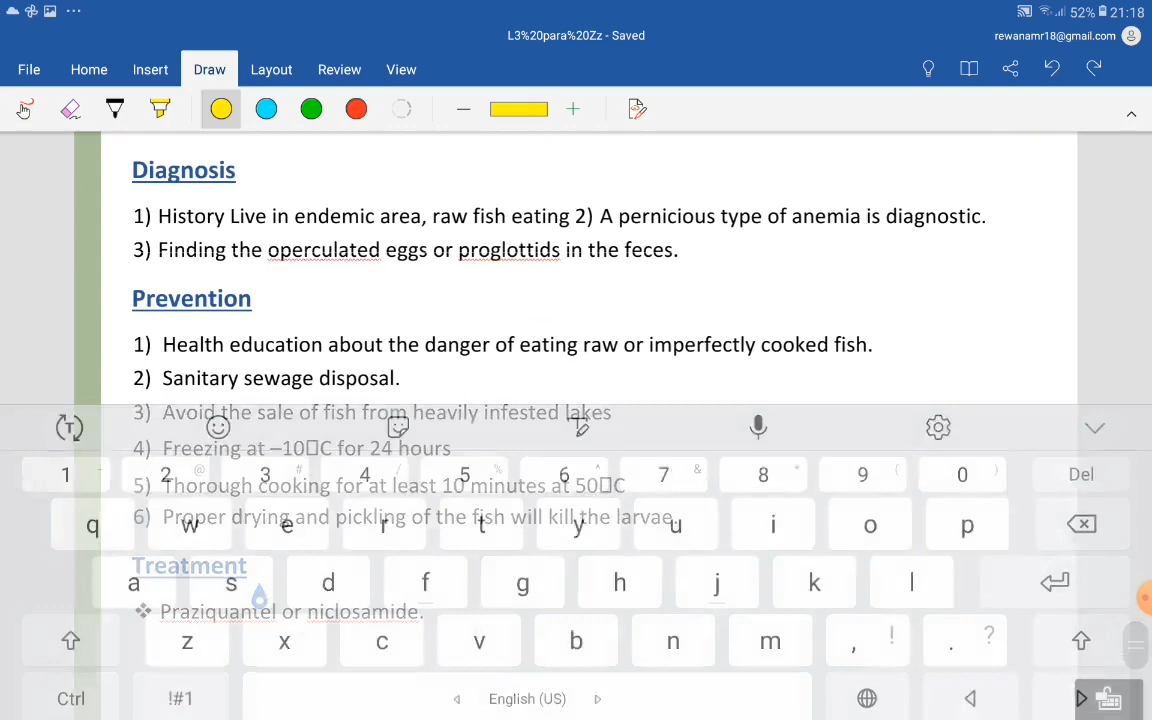 52% 21:18
L3%20para%20Zz - Saved
rewanamr18@gmail.com
File Home Insert Draw Layout Review View
Diagnosis
1) History Live in endemic area, raw fish eating 2) A pernicious type of anemia is diagnostic.
3) Finding the operculated eggs or proglottids in the feces.
Prevention
1) Health education about the danger of eating raw or imperfectly cooked fish.
2) Sanitary sewage disposal.
3) Avoid the sale of fish from heavily infested lakes
4) Freezing at –10□C for 24 hours
5) Thorough cooking for at least 10 minutes at 50□C
6) Proper drying and pickling of the fish will kill the larvae
Treatment
❖ Praziquantel or niclosamide.
1 2 @ 3 # 4 / 5 % 6 ^ 7 & 8 * 9 ( 0 ) Del
q w e r t y u i o p
a s d f g h j k l
z x c v b n m , ! . ?
Ctrl !#1 English (US)